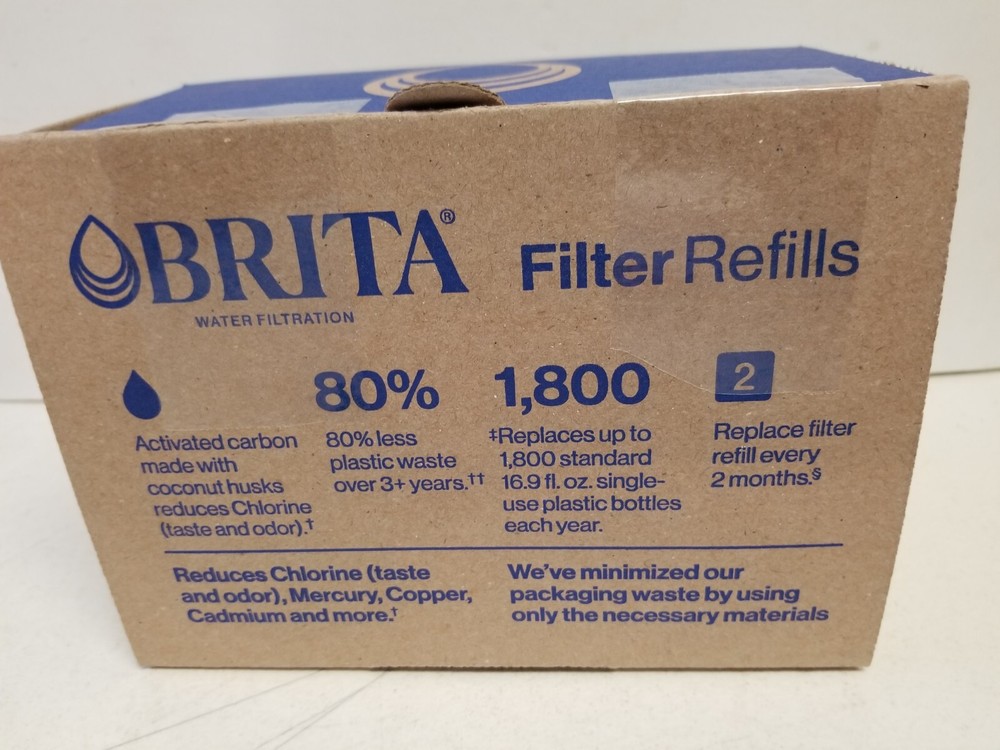 BRITA®
WATER FILTRATION
Filter Refills
Activated carbon
made with
coconut husks
reduces Chlorine
(taste and odor).†
80%
80% less
plastic waste
over 3+ years.††
1,800
‡Replaces up to
1,800 standard
16.9 fl. oz. single-
use plastic bottles
each year.
2
Replace filter
refill every
2 months.§
Reduces Chlorine (taste
and odor), Mercury, Copper,
Cadmium and more.†
We've minimized our
packaging waste by using
only the necessary materials